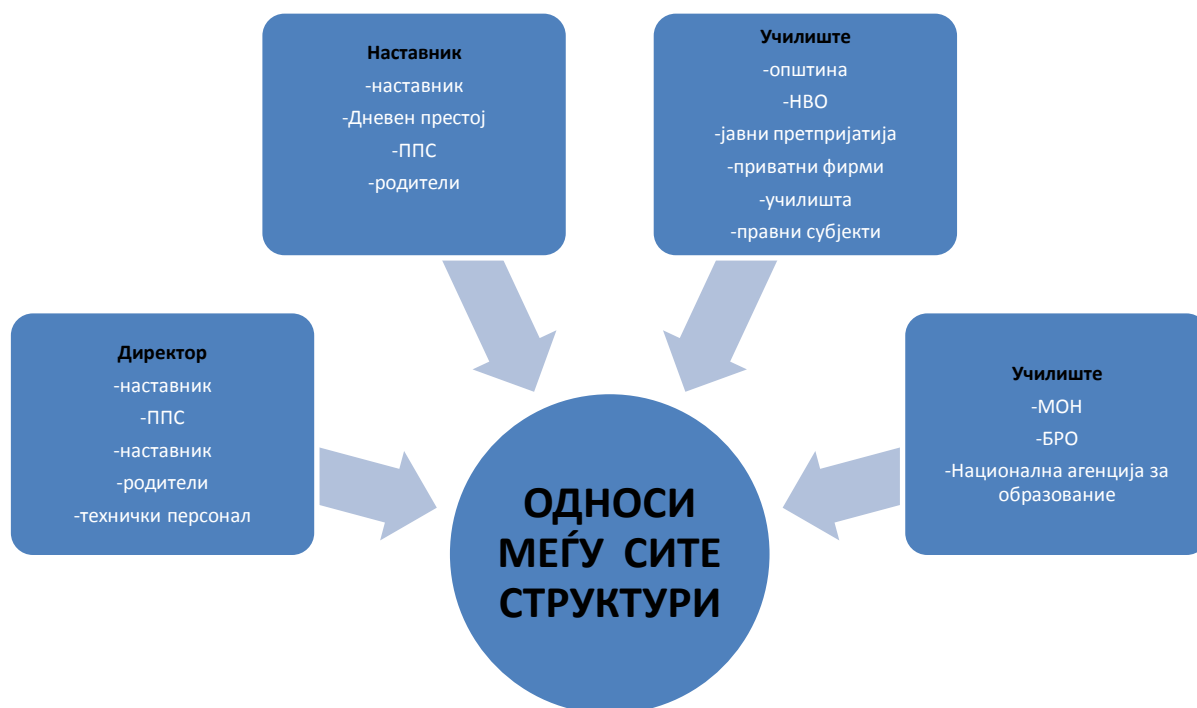 Наставник
-наставник
-Дневен престој
-ППС
-родители
Училиште
-општина
-НВО
-јавни претпријатија
-приватни фирми
-училишта
-правни субјекти
Директор
-наставник
-ППС
-наставник
-родители
-технички персонал
Училиште
-МОН
-БРО
-Национална агенција за
образование
ОДНОСИ
МЕЃУ СИТЕ
СТРУКТУРИ